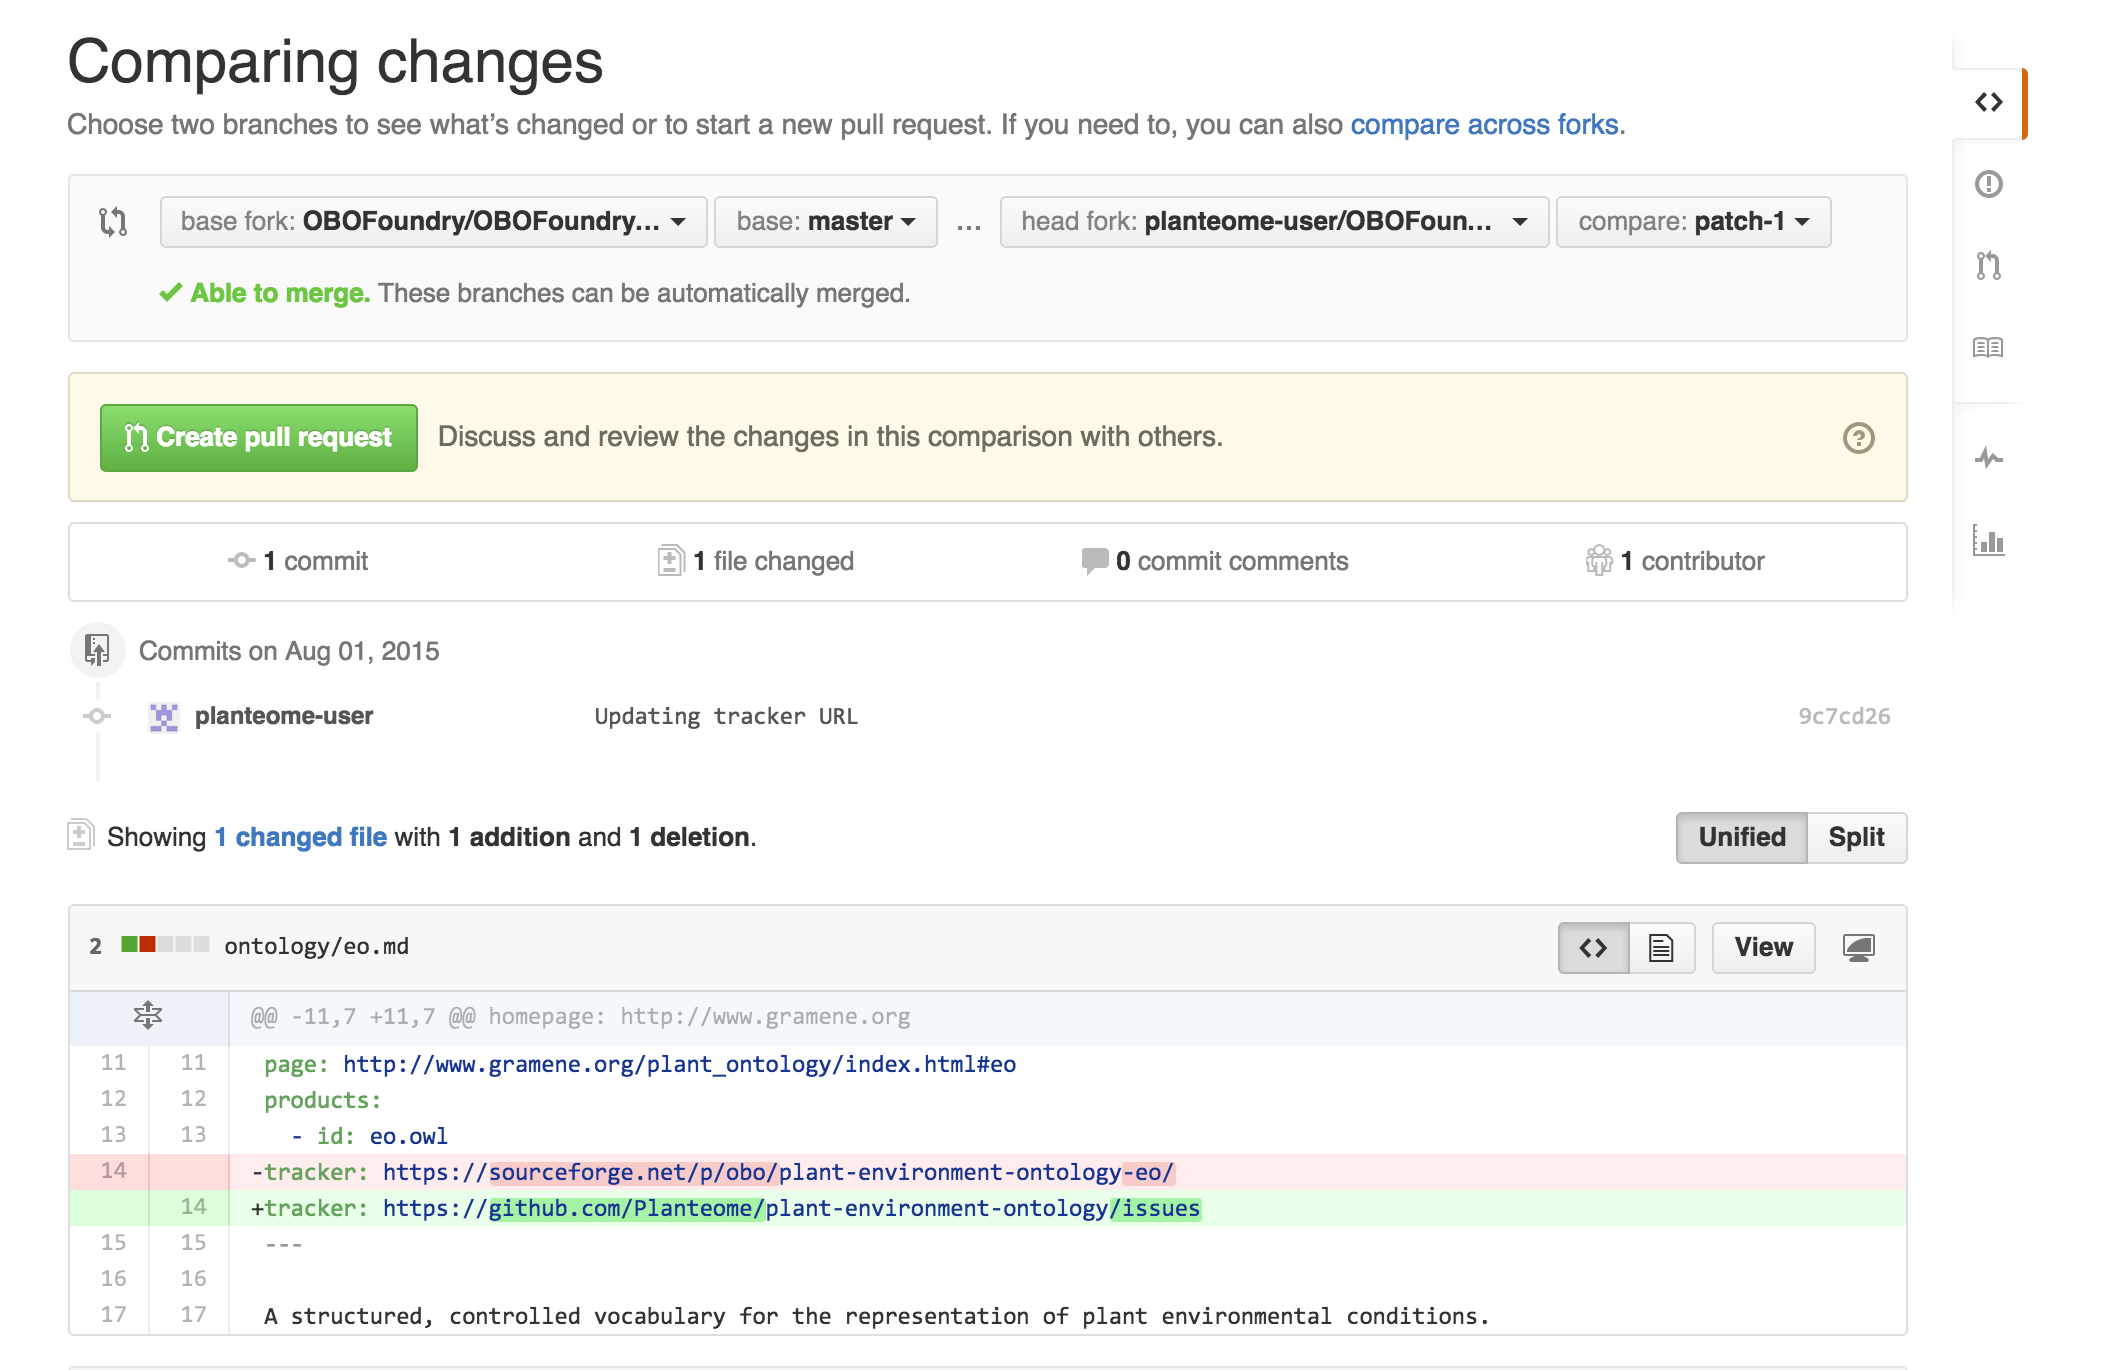 Comparing changes
Choose two branches to see what's changed or to start a new pull request. If you need to, you can also compare across forks.
base fork: OBOFoundry/OBOFoundry... base: master ... head fork: planteome-user/OBOFoun... compare: patch-1
Able to merge. These branches can be automatically merged.
Create pull request Discuss and review the changes in this comparison with others.
1 commit 1 file changed 0 commit comments 1 contributor
Commits on Aug 01, 2015
planteome-user Updating tracker URL 9c7cd26
Showing 1 changed file with 1 addition and 1 deletion. Unified Split
2 ontology/eo.md View
@@ -11,7 +11,7 @@ homepage: http://www.gramene.org
11 11 page: http://www.gramene.org/plant_ontology/index.html#eo
12 12 products:
13 13 - id: eo.owl
14 -tracker: https://sourceforge.net/p/obo/plant-environment-ontology-eo/
14 +tracker: https://github.com/Planteome/plant-environment-ontology/issues
15 15 ---
16 16
17 17 A structured, controlled vocabulary for the representation of plant environmental conditions.